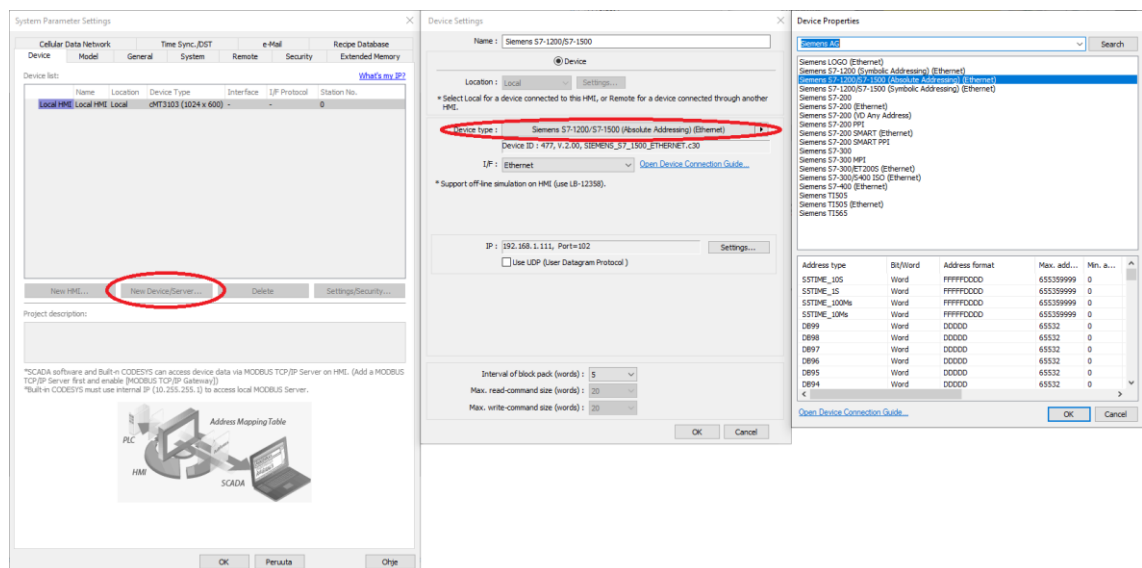 System Parameter Settings
Cellular Data Network Time Sync./DST e-Mail Recipe Database
Device Model General System Remote Security Extended Memory
Device list: What's my IP?
Name Location Device Type Interface I/F Protocol Station No.
Local HMI Local HMI Local cMT3103 (1024 x 600) - - 0
New HMI... New Device/Server... Delete Settings/Security...
Project description:
*SCADA software and Built-n CODESYS can access device data via MODBUS TCP/IP Server on HMI. (Add a MODBUS
TCP/IP Server first and enable [MODBUS TCP/IP Gateway])
*Built-in CODESYS must use internal IP (10.255.255.1) to access local MODBUS Server.
Address Mapping Table
PLC
HMI
SCADA
OK Peruuta Ohje
Device Settings
Name : Siemens S7-1200/S7-1500
Device
Location : Local Settings...
* Select Local for a device connected to this HMI, or Remote for a device connected through another
HMI.
Device type : Siemens S7-1200/S7-1500 (Absolute Addressing) (Ethernet)
Device ID : 477, V.2.00, SIEMENS_S7_1500_ETHERNET.c30
I/F : Ethernet Open Device Connection Guide...
* Support off-line simulation on HMI (use LB-12358).
IP : 192.168.1.111, Port=102 Settings...
Use UDP (User Datagram Protocol )
Interval of block pack (words) : 5
Max. read-command size (words) : 20
Max. write-command size (words) : 20
OK Cancel
Device Properties
Siemens AG Search
Siemens LOGO (Ethernet)
Siemens S7-1200 (Symbolic Addressing) (Ethernet)
Siemens S7-1200/S7-1500 (Absolute Addressing) (Ethernet)
Siemens S7-1200/S7-1500 (Symbolic Addressing) (Ethernet)
Siemens S7-200
Siemens S7-200 (Ethernet)
Siemens S7-200 (VD Any Address)
Siemens S7-200 PPI
Siemens S7-200 SMART (Ethernet)
Siemens S7-200 SMART PPI
Siemens S7-300
Siemens S7-300 MPI
Siemens S7-300/ET200S (Ethernet)
Siemens S7-300/S400 ISO (Ethernet)
Siemens S7-400 (Ethernet)
Siemens TI505
Siemens TI505 (Ethernet)
Siemens TI565
Address type Bit/Word Address format Max. add... Min. a...
S5TIME_10S Word FFFFFDDDD 655359999 0
S5TIME_1S Word FFFFFDDDD 655359999 0
S5TIME_100Ms Word FFFFFDDDD 655359999 0
S5TIME_10Ms Word FFFFFDDDD 655359999 0
DB99 Word DDDDD 65532 0
DB98 Word DDDDD 65532 0
DB97 Word DDDDD 65532 0
DB96 Word DDDDD 65532 0
DB95 Word DDDDD 65532 0
DB94 Word DDDDD 65532 0
Open Device Connection Guide... OK Cancel